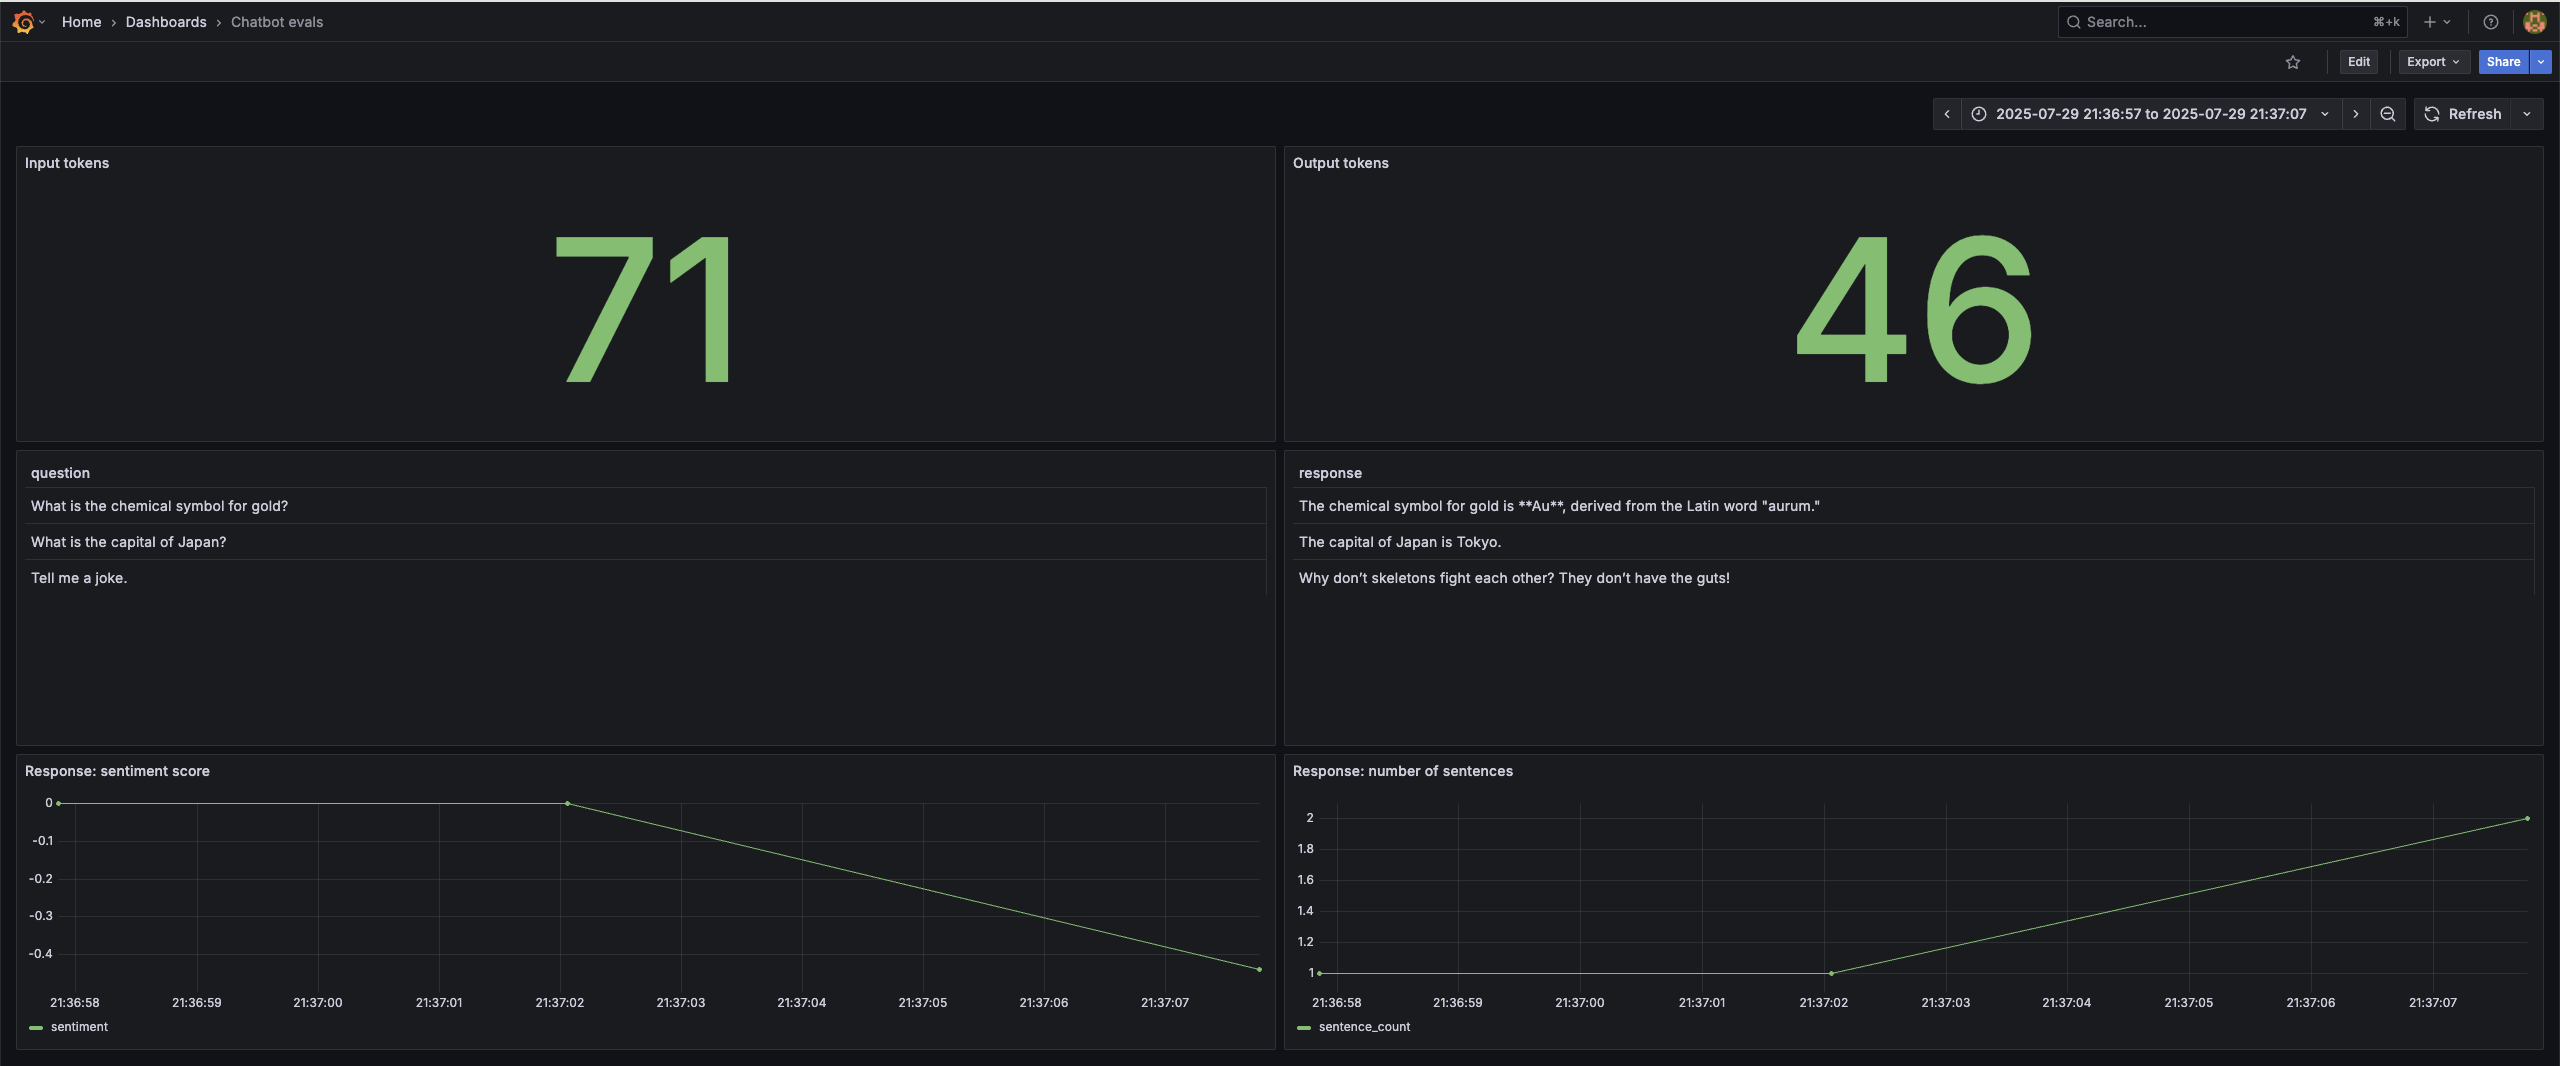 Home › Dashboards › Chatbot evals
Search... ⌘+k
Edit Export Share
2025-07-29 21:36:57 to 2025-07-29 21:37:07 Refresh
Input tokens
71
Output tokens
46
question
What is the chemical symbol for gold?
What is the capital of Japan?
Tell me a joke.
response
The chemical symbol for gold is **Au**, derived from the Latin word "aurum."
The capital of Japan is Tokyo.
Why don’t skeletons fight each other? They don’t have the guts!
Response: sentiment score
0
-0.1
-0.2
-0.3
-0.4
21:36:58 21:36:59 21:37:00 21:37:01 21:37:02 21:37:03 21:37:04 21:37:05 21:37:06 21:37:07
sentiment
Response: number of sentences
2
1.8
1.6
1.4
1.2
1
21:36:58 21:36:59 21:37:00 21:37:01 21:37:02 21:37:03 21:37:04 21:37:05 21:37:06 21:37:07
sentence_count